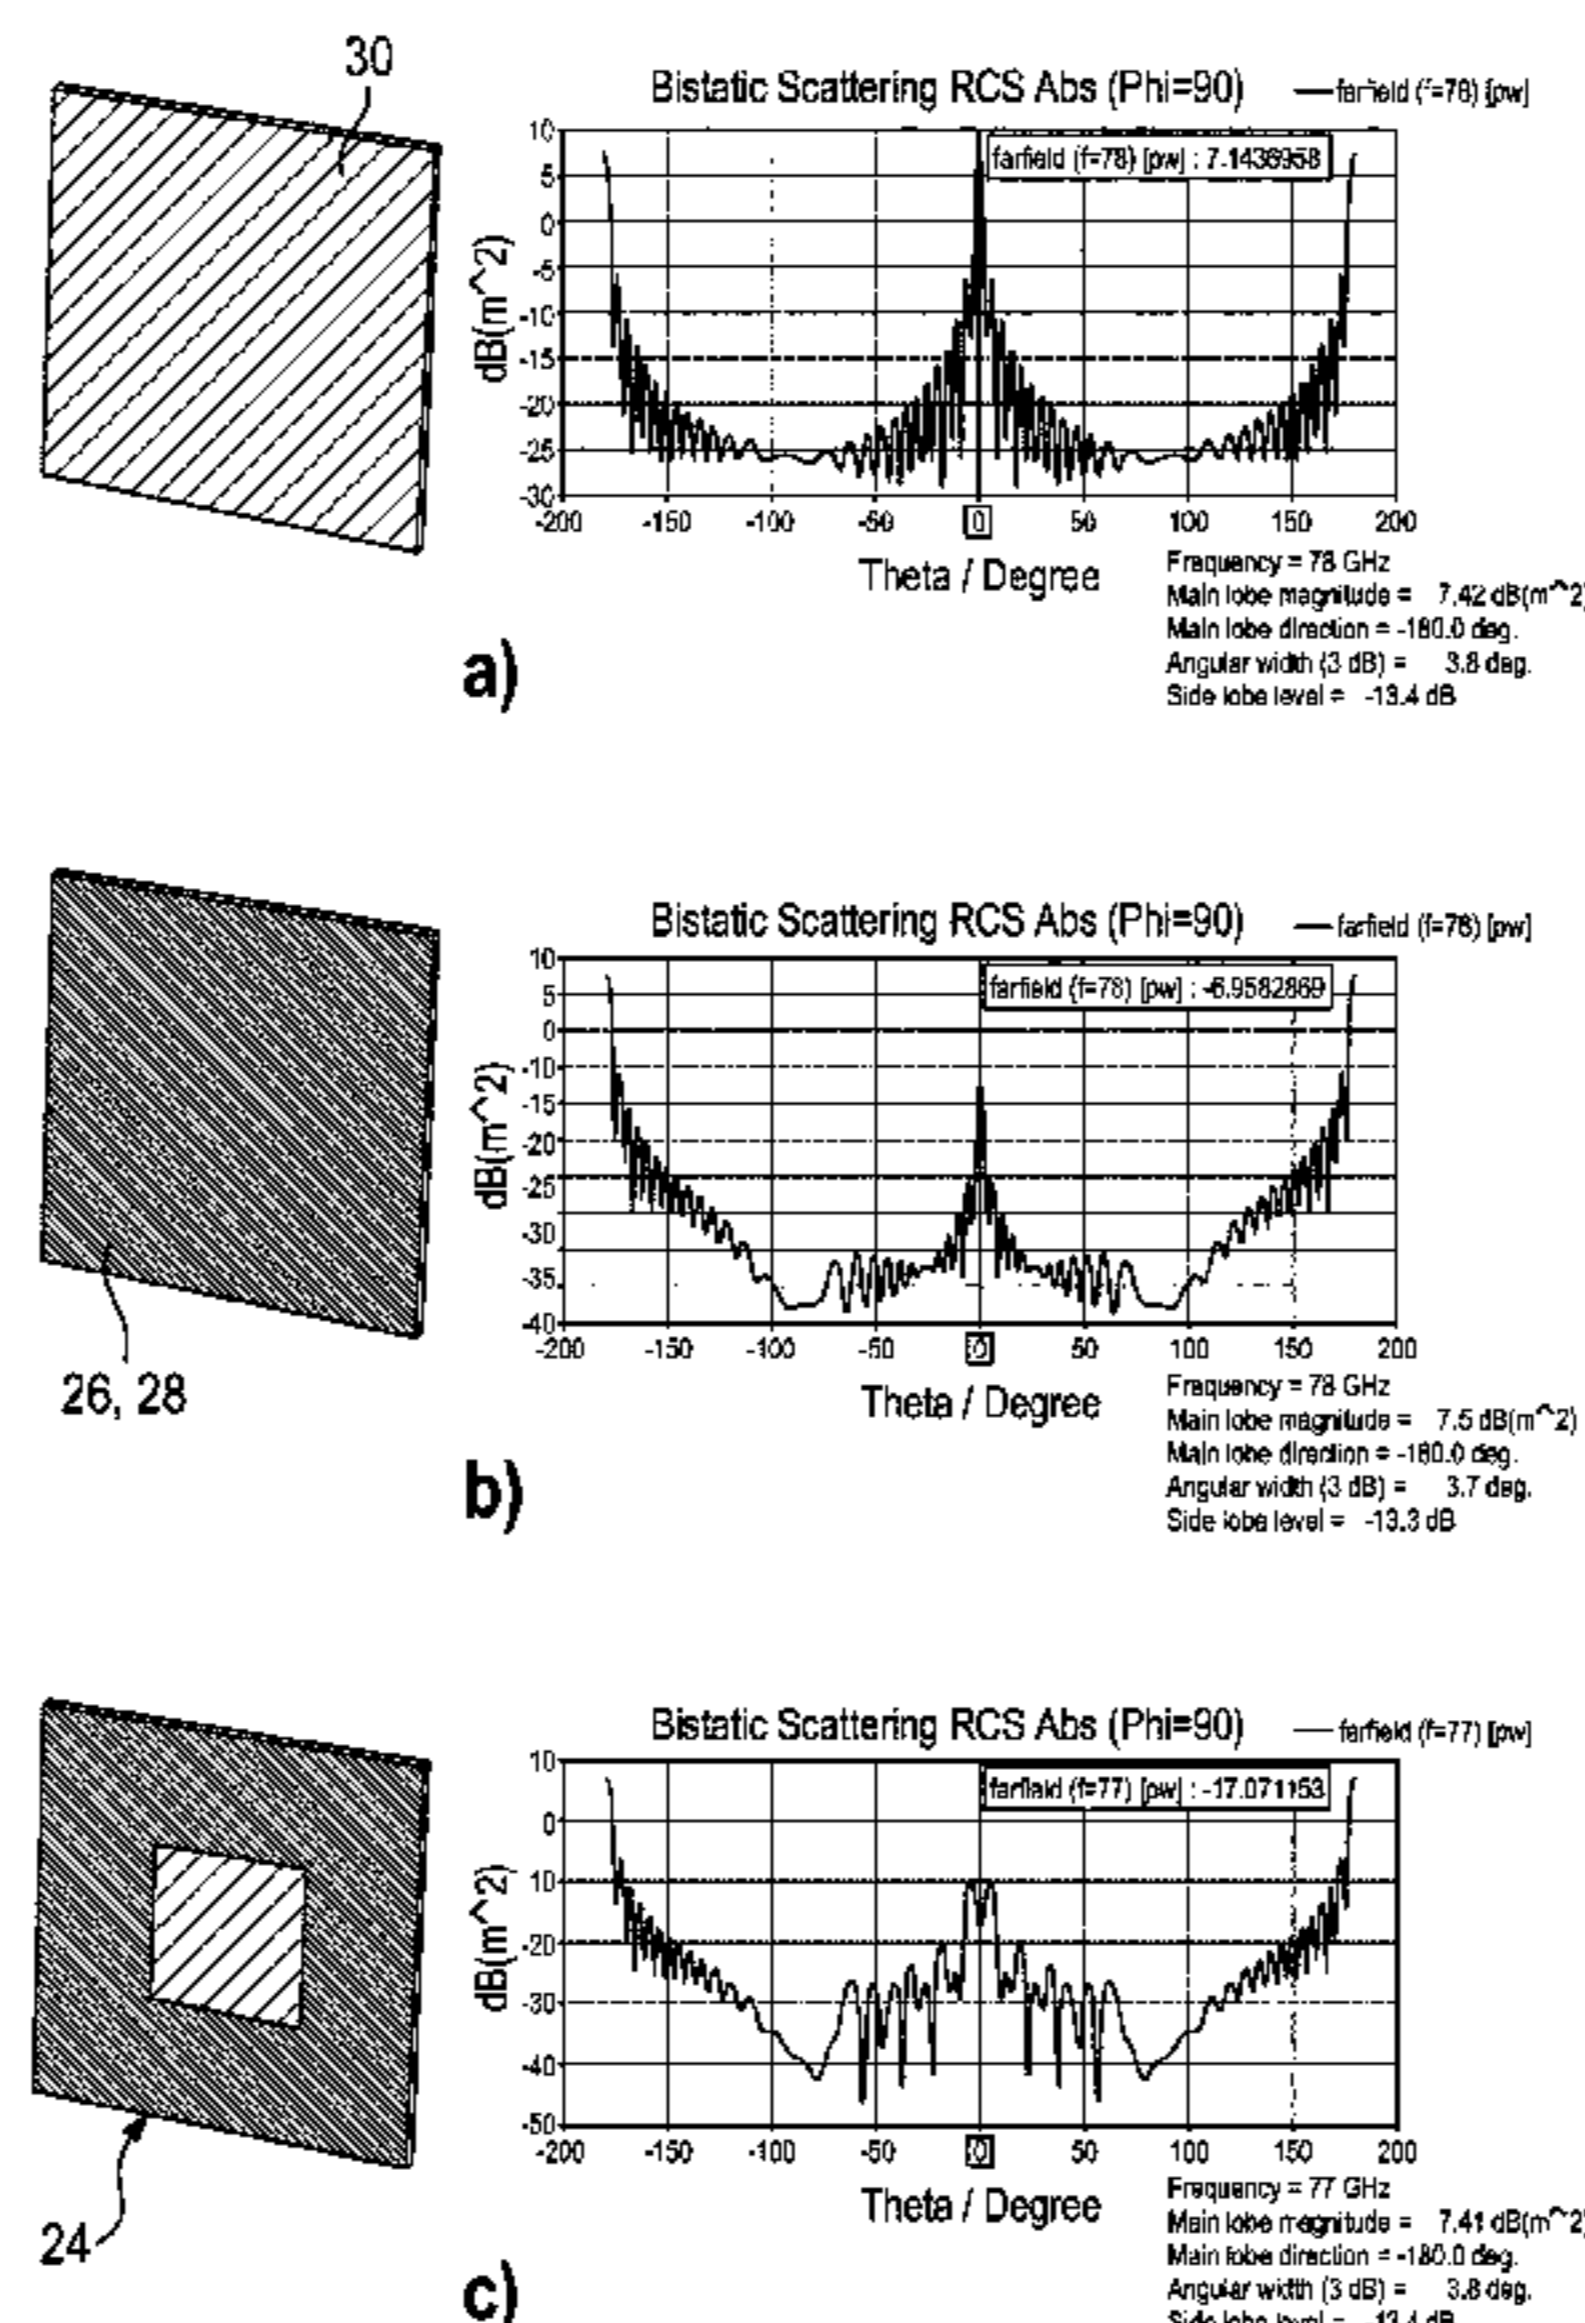 30
Bistatic Scattering RCS Abs (Phi=90)
farfield (f=78) [pw]
farfield (f=78) [pw] : 7.1436958
dB(m^2)
10
5
0
-5
-10
-15
-20
-25
-30
-200 -150 -100 -50 0 50 100 150 200
Theta / Degree
Frequency = 78 GHz
Main lobe magnitude = 7.42 dB(m^2)
Main lobe direction = -180.0 deg.
Angular width (3 dB) = 3.8 deg.
Side lobe level = -13.4 dB
a)
26, 28
Bistatic Scattering RCS Abs (Phi=90)
farfield (f=78) [pw]
farfield (f=78) [pw] : -6.9582869
dB(m^2)
10
5
0
-10
-15
-20
-25
-30
-35
-40
-200 -150 -100 -50 0 50 100 150 200
Theta / Degree
Frequency = 78 GHz
Main lobe magnitude = 7.5 dB(m^2)
Main lobe direction = -180.0 deg.
Angular width (3 dB) = 3.7 deg.
Side lobe level = -13.3 dB
b)
24
Bistatic Scattering RCS Abs (Phi=90)
farfield (f=77) [pw]
farfield (f=77) [pw] : -17.071153
dB(m^2)
10
0
10
-20
-30
-40
-50
-200 -150 -100 -50 0 50 100 150 200
Theta / Degree
Frequency = 77 GHz
Main lobe magnitude = 7.41 dB(m^2)
Main lobe direction = -180.0 deg.
Angular width (3 dB) = 3.8 deg.
Side lobe level = -13.4 dB
c)